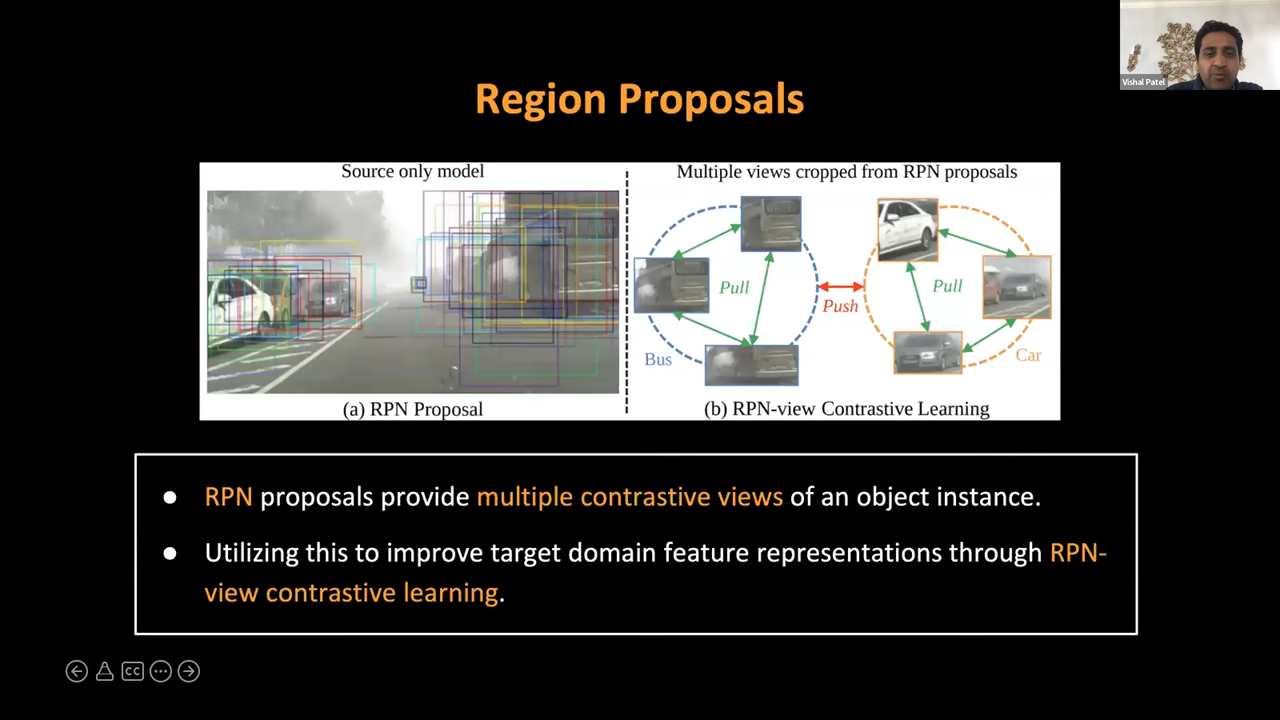 Vishal Patel
Region Proposals
Source only model
Multiple views cropped from RPN proposals
Pull
Push
Pull
Bus
Car
(a) RPN Proposal
(b) RPN-view Contrastive Learning
● RPN proposals provide multiple contrastive views of an object instance.
● Utilizing this to improve target domain feature representations through RPN-
view contrastive learning.
CC